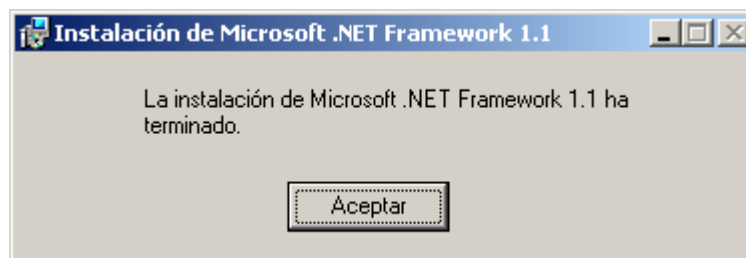 Instalación de Microsoft .NET Framework 1.1
La instalación de Microsoft .NET Framework 1.1 ha
terminado.
Aceptar